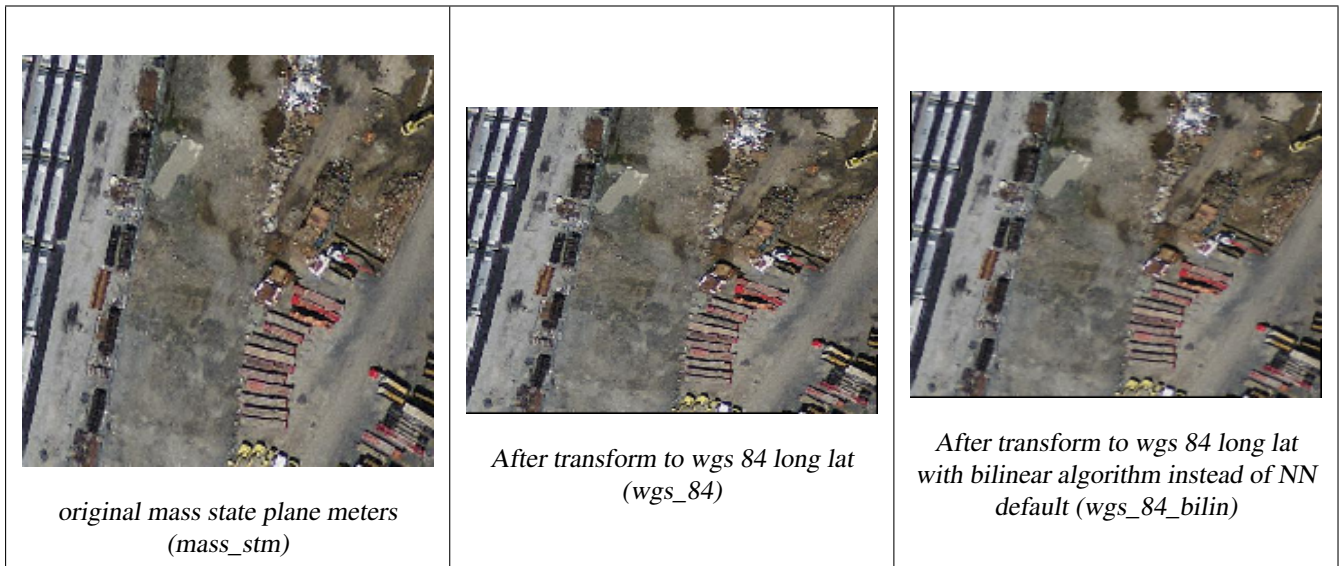 original mass state plane meters
(mass_stm)
After transform to wgs 84 long lat
(wgs_84)
After transform to wgs 84 long lat
with bilinear algorithm instead of NN
default (wgs_84_bilin)